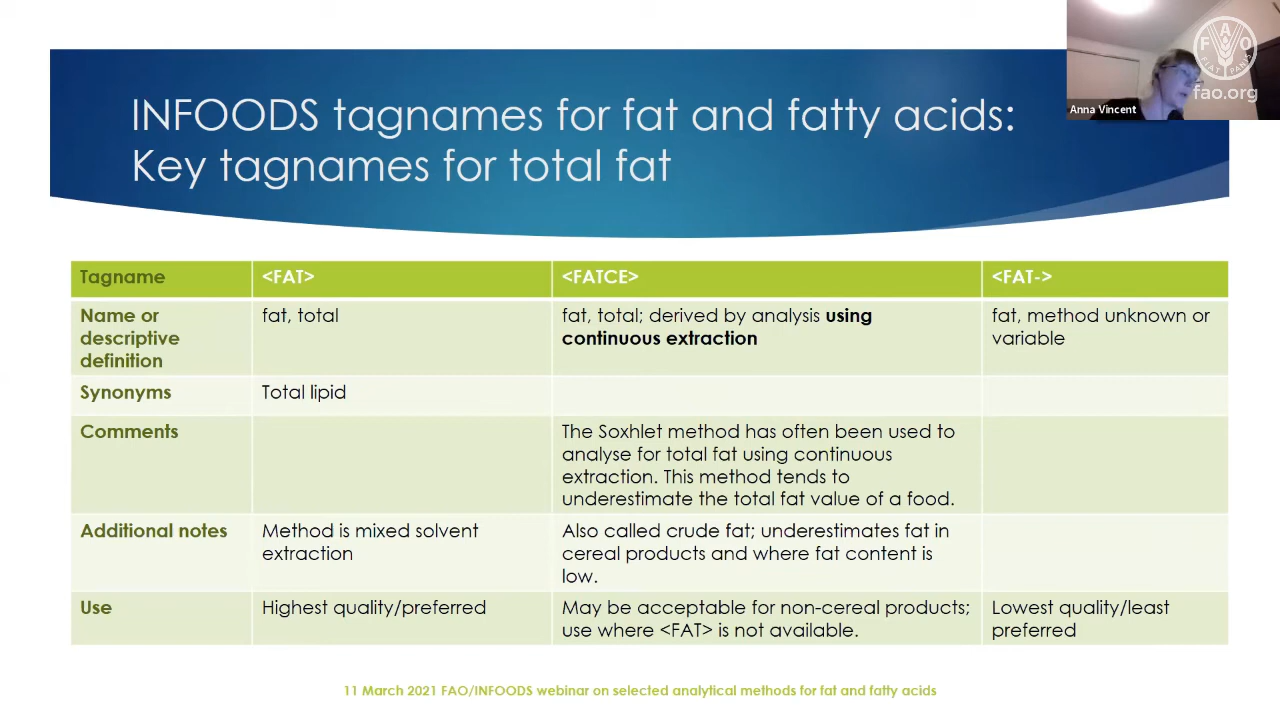 INFOODS tagnames for fat and fatty acids:
Key tagnames for total fat
FAO
FIAT PANIS
fao.org
Anna Vincent
Tagname
<FAT>
<FATCE>
<FAT->
Name or
descriptive
definition
fat, total
fat, total; derived by analysis using
continuous extraction
fat, method unknown or
variable
Synonyms
Total lipid
Comments
The Soxhlet method has often been used to
analyse for total fat using continuous
extraction. This method tends to
underestimate the total fat value of a food.
Additional notes
Method is mixed solvent
extraction
Also called crude fat; underestimates fat in
cereal products and where fat content is
low.
Use
Highest quality/preferred
May be acceptable for non-cereal products;
use where <FAT> is not available.
Lowest quality/least
preferred
11 March 2021 FAO/INFOODS webinar on selected analytical methods for fat and fatty acids